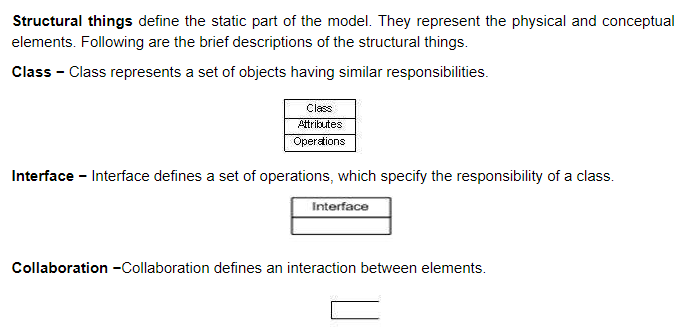 Structural things define the static part of the model. They represent the physical and conceptual
elements. Following are the brief descriptions of the structural things.
Class – Class represents a set of objects having similar responsibilities.
Class
Attributes
Operations
Interface – Interface defines a set of operations, which specify the responsibility of a class.
Interface
Collaboration –Collaboration defines an interaction between elements.